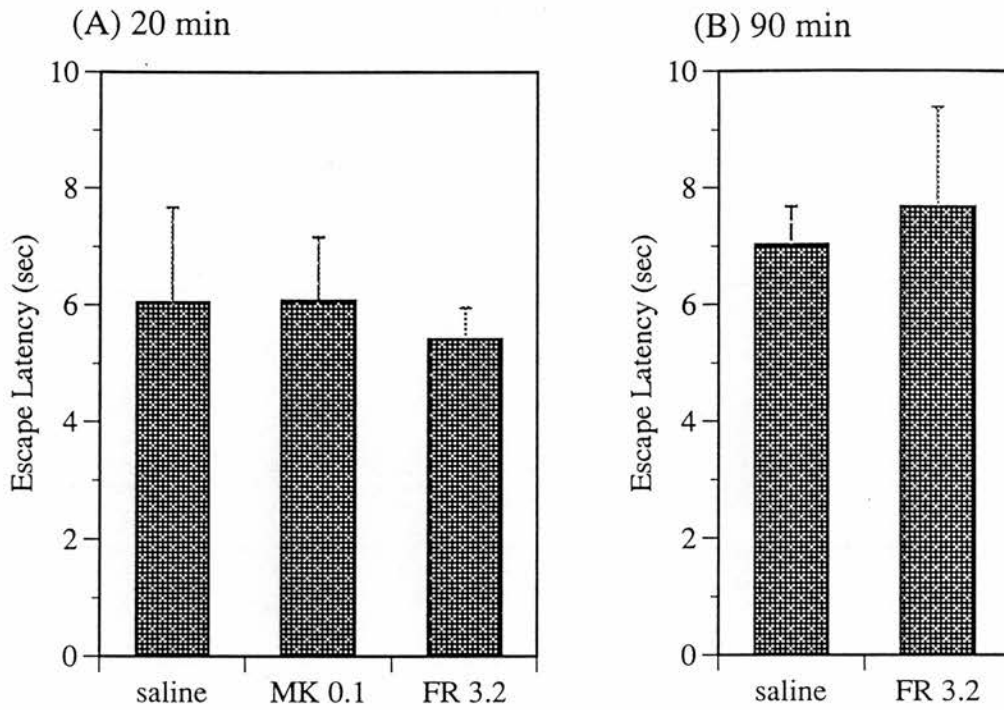 (A) 20 min
10
8
6
4
2
0
Escape Latency (sec)
saline MK 0.1 FR 3.2
(B) 90 min
10
8
6
4
2
0
Escape Latency (sec)
saline FR 3.2